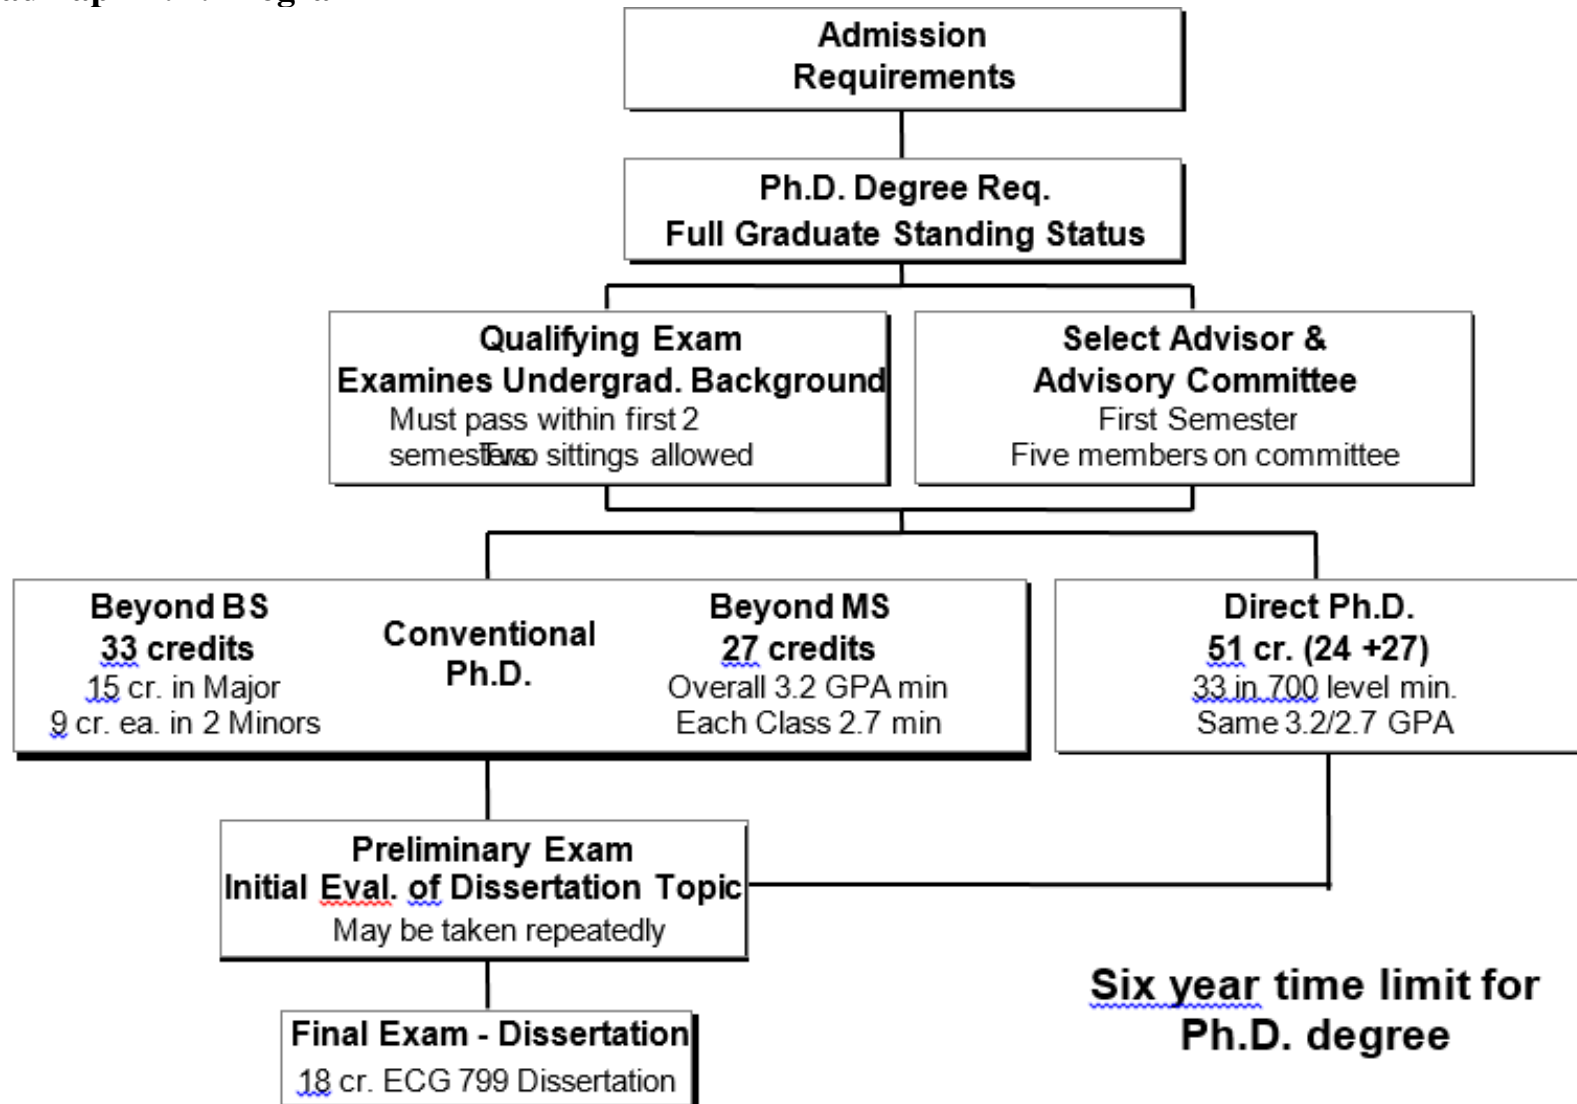 Admission
Requirements
Ph.D. Degree Req.
Full Graduate Standing Status
Qualifying Exam
Examines Undergrad. Background
Must pass within first 2
semesters
Two sittings allowed
Select Advisor &
Advisory Committee
First Semester
Five members on committee
Beyond BS
33 credits
15 cr. in Major
9 cr. ea. in 2 Minors
Conventional
Ph.D.
Beyond MS
27 credits
Overall 3.2 GPA min
Each Class 2.7 min
Direct Ph.D.
51 cr. (24 +27)
33 in 700 level min.
Same 3.2/2.7 GPA
Preliminary Exam
Initial Eval. of Dissertation Topic
May be taken repeatedly
Final Exam - Dissertation
18 cr. ECG 799 Dissertation
Six year time limit for
Ph.D. degree